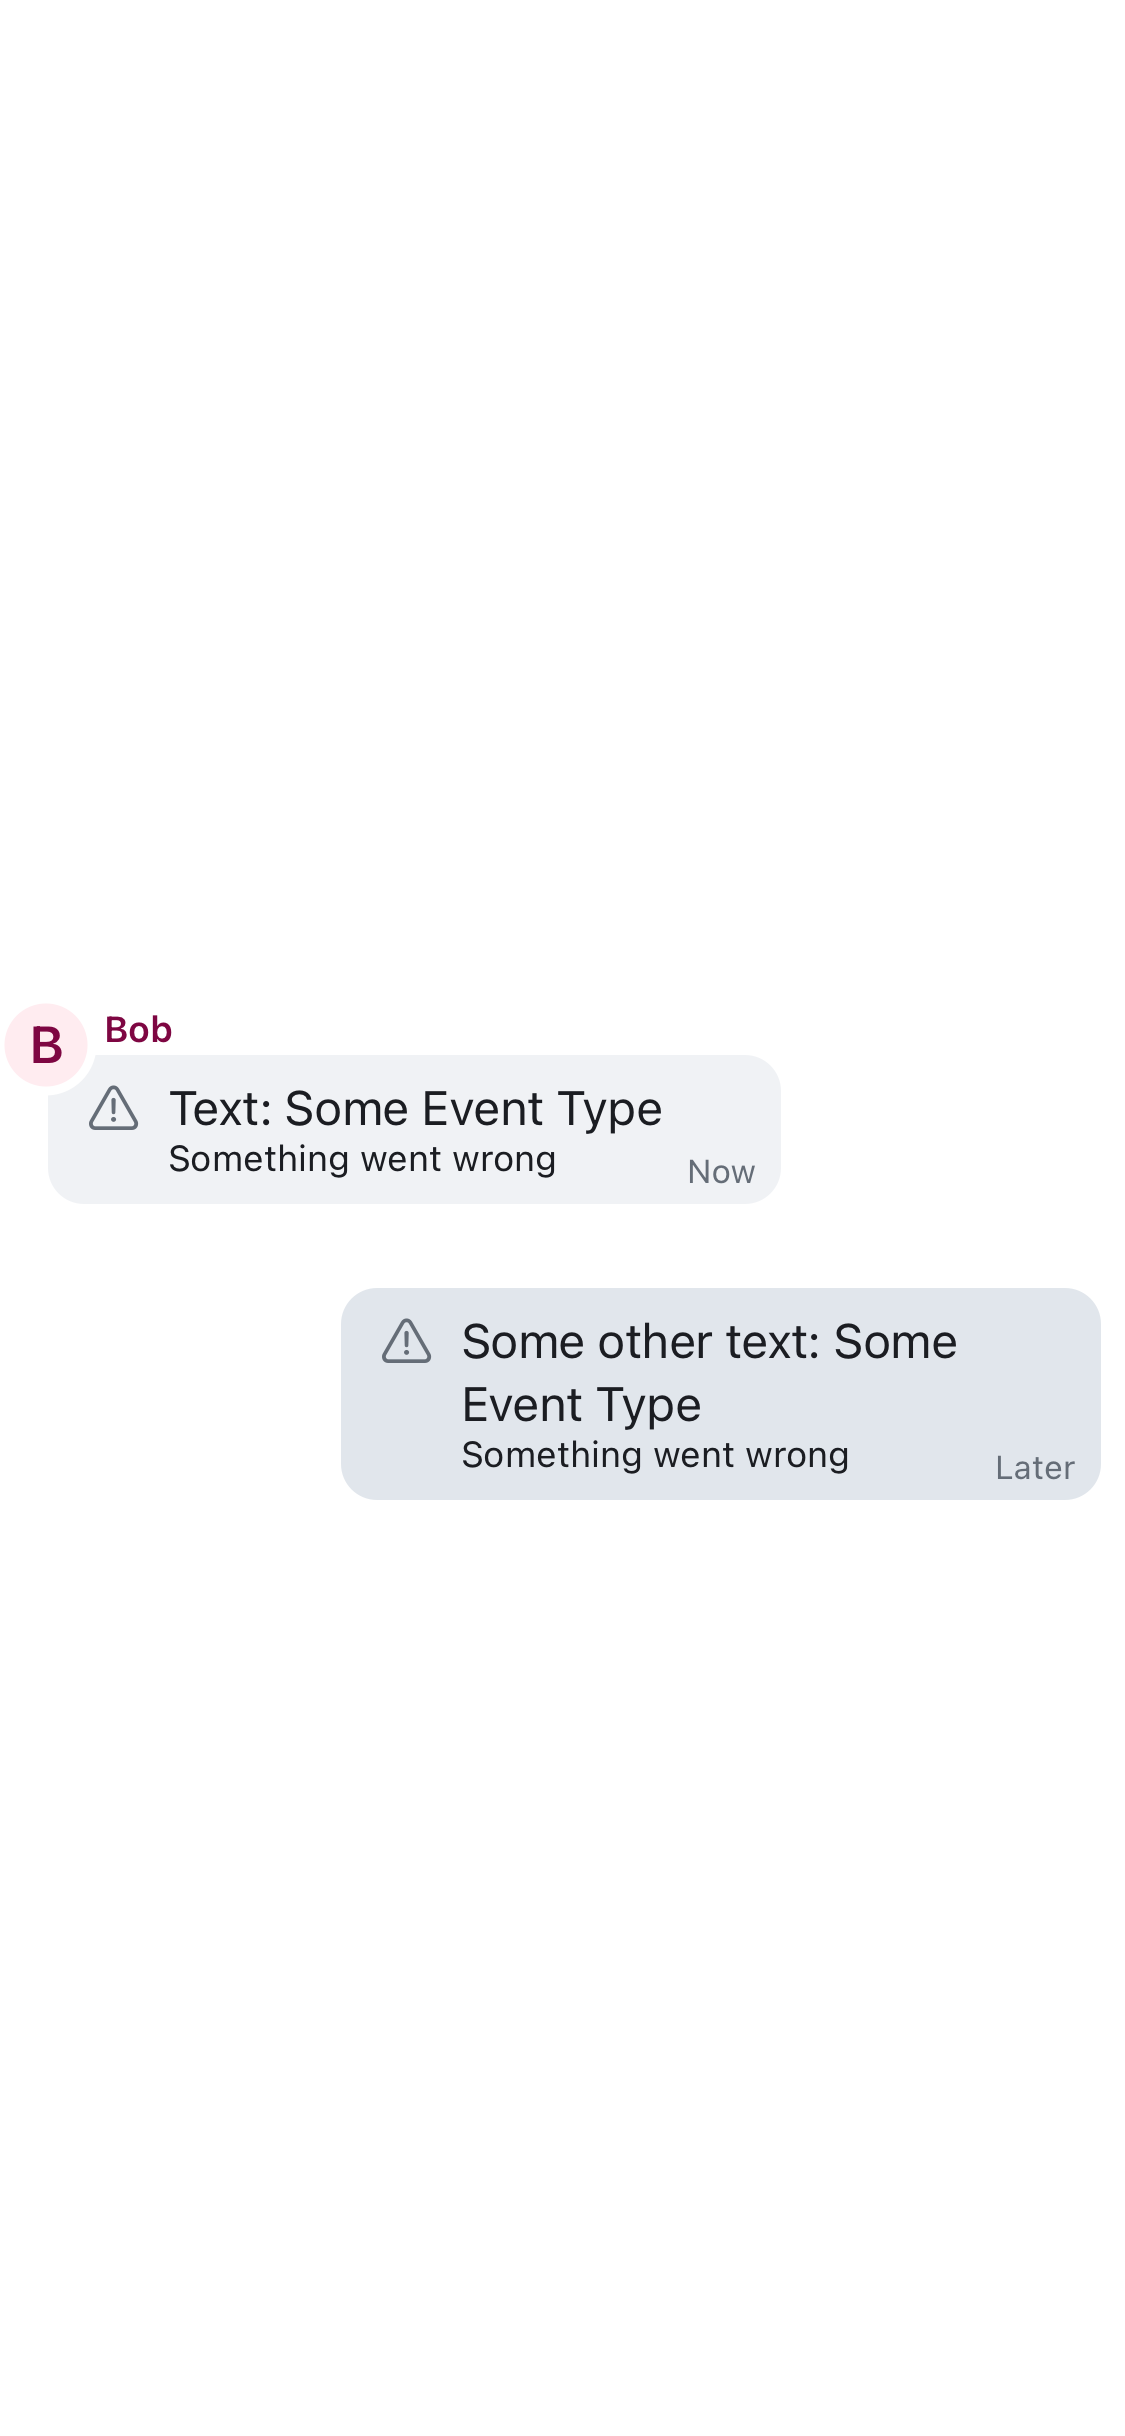 B
Bob
Text: Some Event Type
Something went wrong
Now
Some other text: Some
Event Type
Something went wrong
Later